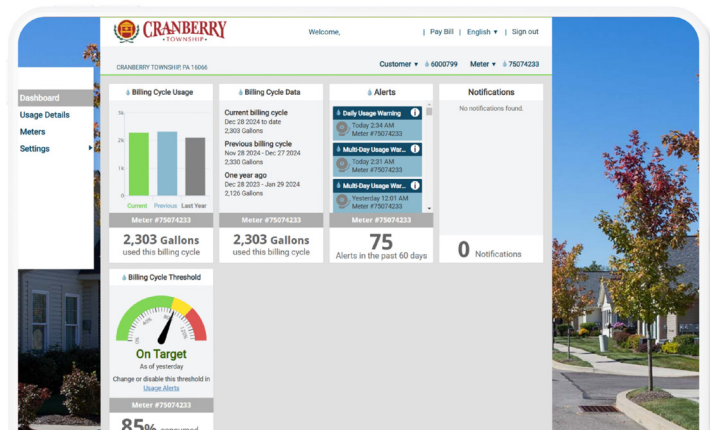 CRANBERRY
•TOWNSHIP•
Welcome,
| Pay Bill | English ▼ | Sign out
CRANBERRY TOWNSHIP, PA 16066
Customer ▼ 6000799 Meter ▼ 75074233
Dashboard
Usage Details
Meters
Settings
Billing Cycle Usage
Current Previous Last Year
Meter #75074233
2,303 Gallons
used this billing cycle
Billing Cycle Data
Current billing cycle
Dec 28 2024 to date
2,303 Gallons
Previous billing cycle
Nov 28 2024 - Dec 27 2024
2,330 Gallons
One year ago
Dec 28 2023 - Jan 29 2024
2,126 Gallons
Meter #75074233
2,303 Gallons
used this billing cycle
Alerts
Daily Usage Warning
Today 2:34 AM
Meter #75074233
Multi-Day Usage War...
Today 2:31 AM
Meter #75074233
Multi-Day Usage War...
Yesterday 12:01 AM
Meter #75074233
Meter #75074233
75
Alerts in the past 60 days
Notifications
No notifications found.
0 Notifications
Billing Cycle Threshold
0%
40%
120%
On Target
As of yesterday
Change or disable this threshold in
Usage Alerts
Meter #75074233
85% consumed